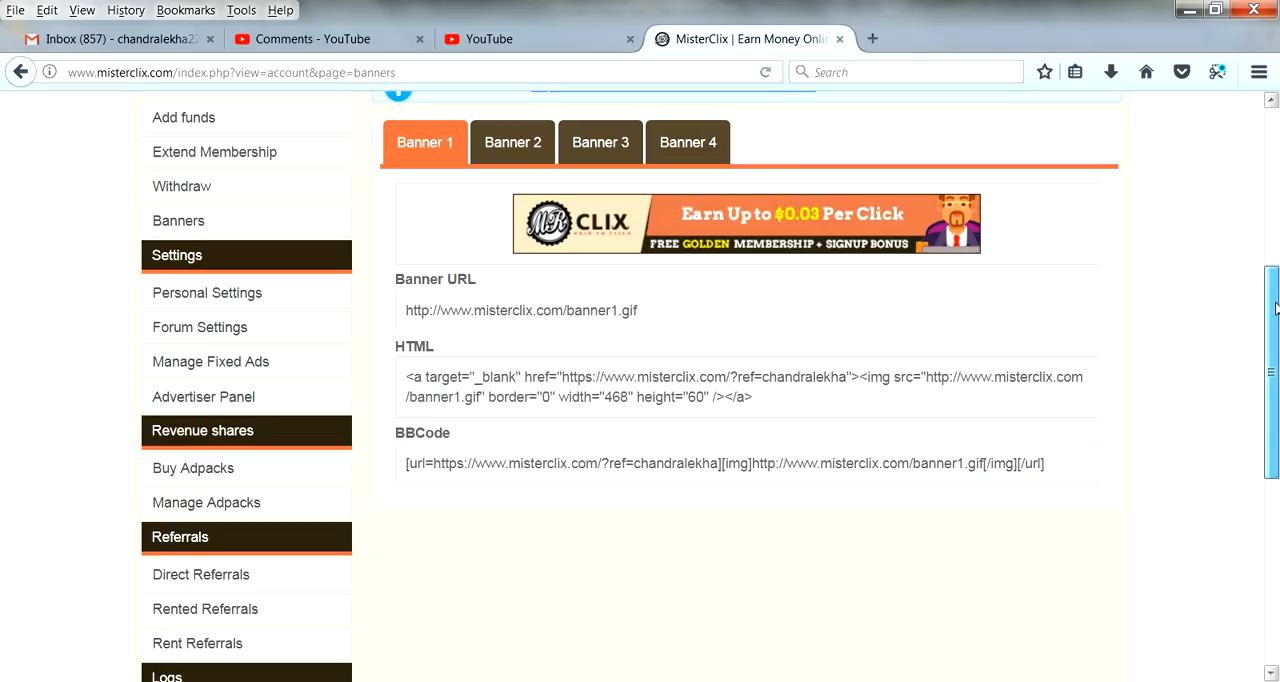 File Edit View History Bookmarks Tools Help
Inbox (857) - chandralekha22 × Comments - YouTube × YouTube × MisterClix | Earn Money Onlin × +
www.misterclix.com/index.php?view=account&page=banners Search
Add funds
Extend Membership
Withdraw
Banners
Settings
Personal Settings
Forum Settings
Manage Fixed Ads
Advertiser Panel
Revenue shares
Buy Adpacks
Manage Adpacks
Referrals
Direct Referrals
Rented Referrals
Rent Referrals
Logs
Banner 1 Banner 2 Banner 3 Banner 4
MR CLIX Earn Up to $0.03 Per Click
PAID TO CLICK FREE GOLDEN MEMBERSHIP + SIGNUP BONUS
Banner URL
http://www.misterclix.com/banner1.gif
HTML
<a target="_blank" href="https://www.misterclix.com/?ref=chandralekha"><img src="http://www.misterclix.com
/banner1.gif" border="0" width="468" height="60" /></a>
BBCode
[url=https://www.misterclix.com/?ref=chandralekha][img]http://www.misterclix.com/banner1.gif[/img][/url]